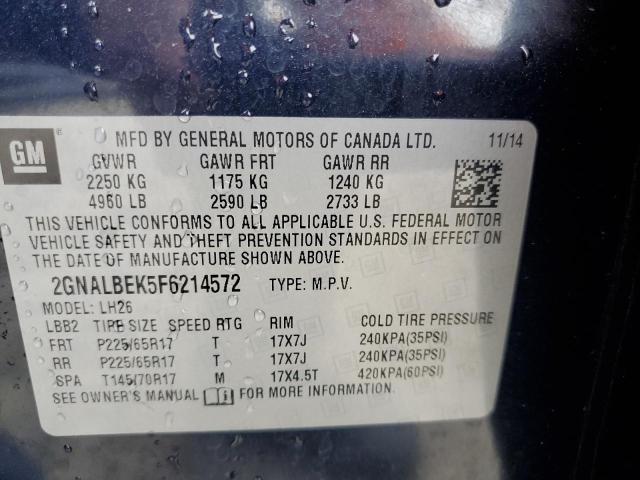 GM ® MFD BY GENERAL MOTORS OF CANADA LTD. 11/14
GVWR GAWR FRT GAWR RR
2250 KG 1175 KG 1240 KG
4960 LB 2590 LB 2733 LB
THIS VEHICLE CONFORMS TO ALL APPLICABLE U.S. FEDERAL MOTOR
VEHICLE SAFETY AND THEFT PREVENTION STANDARDS IN EFFECT ON
THE DATE OF MANUFACTURE SHOWN ABOVE.
2GNALBEK5F6214572 TYPE: M.P.V.
MODEL: LH26
LBB2 TIRE SIZE SPEED RTG RIM COLD TIRE PRESSURE
FRT P225/65R17 T 17X7J 240KPA(35PSI)
RR P225/65R17 T 17X7J 240KPA(35PSI)
SPA T145/70R17 M 17X4.5T 420KPA(60PSI)
SEE OWNER'S MANUAL FOR MORE INFORMATION.